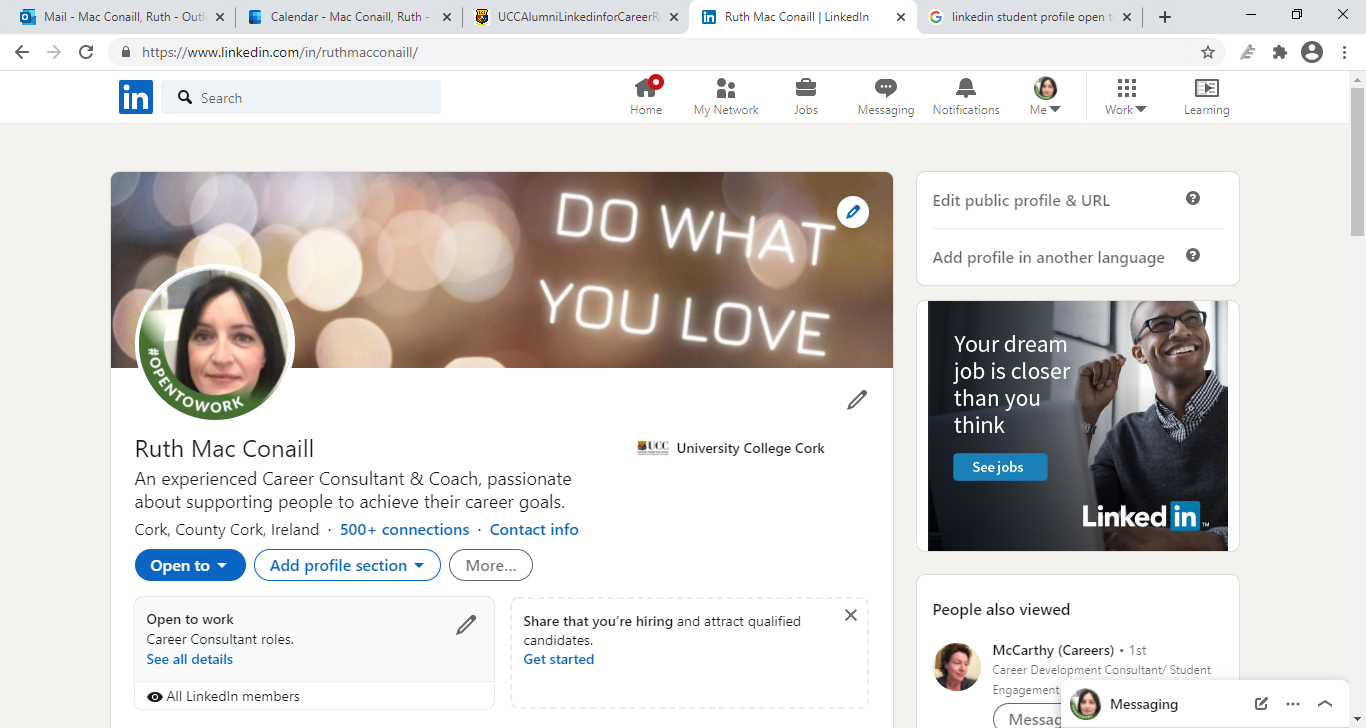 Mail - Mac Conaill, Ruth - Outl
Calendar - Mac Conaill, Ruth -
UCCAlumniLinkedinforCareerR
Ruth Mac Conaill | LinkedIn
linkedin student profile open t
https://www.linkedin.com/in/ruthmacconaill/
in
Search
Home
My Network
Jobs
Messaging
Notifications
Me
Work
Learning
DO WHAT
YOU LOVE
#OPENTOWORK
Ruth Mac Conaill
An experienced Career Consultant & Coach, passionate
about supporting people to achieve their career goals.
Cork, County Cork, Ireland · 500+ connections · Contact info
UCC University College Cork
Open to
Add profile section
More...
Open to work
Career Consultant roles.
See all details
All LinkedIn members
Share that you're hiring and attract qualified
candidates.
Get started
Edit public profile & URL
Add profile in another language
Your dream
job is closer
than you
think
See jobs
Linked in ™
People also viewed
McCarthy (Careers) • 1st
Career Development Consultant/ Student
Engagement
Messag
Messaging